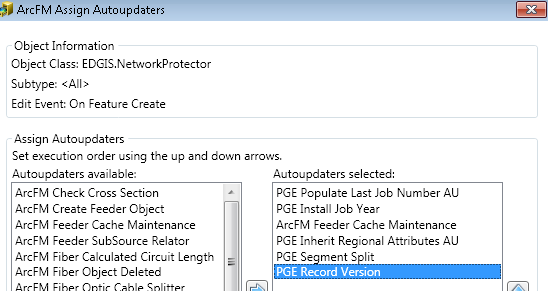 ArcFM Assign Autoupdaters
Object Information
Object Class: EDGIS.NetworkProtector
Subtype: <All>
Edit Event: On Feature Create
Assign Autoupdaters
Set execution order using the up and down arrows.
Autoupdaters available:
ArcFM Check Cross Section
ArcFM Create Feeder Object
ArcFM Feeder Cache Maintenance
ArcFM Feeder SubSource Relator
ArcFM Fiber Calculated Circuit Length
ArcFM Fiber Object Deleted
ArcFM Fiber Optic Cable Splitter
Autoupdaters selected:
PGE Populate Last Job Number AU
PGE Install Job Year
ArcFM Feeder Cache Maintenance
PGE Inherit Regional Attributes AU
PGE Segment Split
PGE Record Version